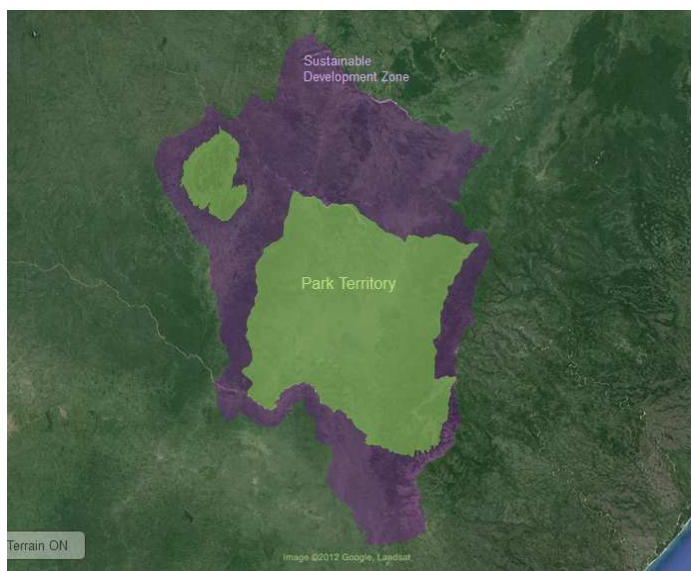 Sustainable
Development Zone
Park Territory
Terrain ON
Image ©2012 Google, Landsat